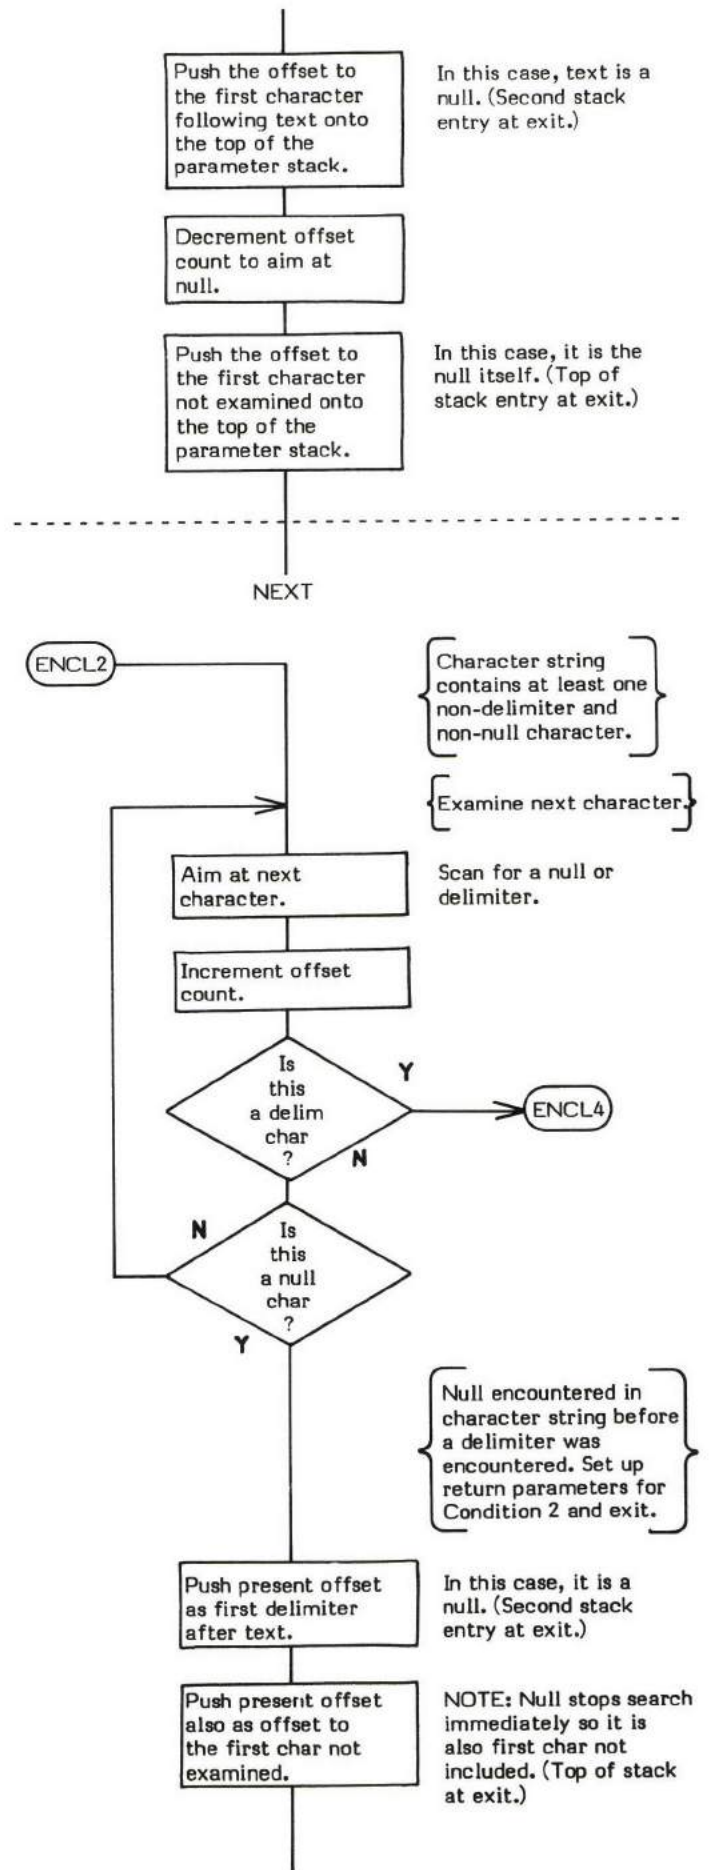 Push the offset to
the first character
following text onto
the top of the
parameter stack.
In this case, text is a
null. (Second stack
entry at exit.)
Decrement offset
count to aim at
null.
Push the offset to
the first character
not examined onto
the top of the
parameter stack.
In this case, it is the
null itself. (Top of
stack entry at exit.)
NEXT
ENCL2
Character string
contains at least one
non-delimiter and
non-null character.
Examine next character.
Aim at next
character.
Scan for a null or
delimiter.
Increment offset
count.
Is
this
a delim
char
?
Y
ENCL4
N
Is
this
a null
char
?
N
Y
Null encountered in
character string before
a delimiter was
encountered. Set up
return parameters for
Condition 2 and exit.
Push present offset
as first delimiter
after text.
In this case, it is a
null. (Second stack
entry at exit.)
Push present offset
also as offset to
the first char not
examined.
NOTE: Null stops search
immediately so it is
also first char not
included. (Top of stack
at exit.)